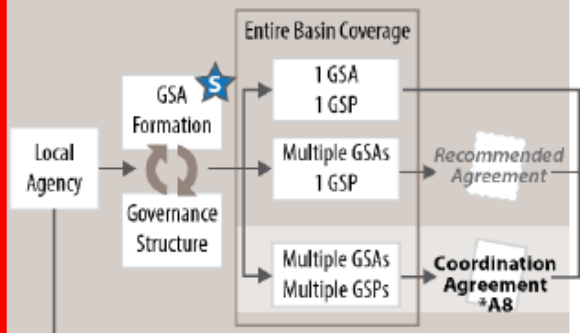 Entire Basin Coverage
GSA
Formation
S
1 GSA
1 GSP
Local
Agency
Multiple GSAs
1 GSP
Recommended
Agreement
Governance
Structure
Multiple GSAs
Multiple GSPs
Coordination
Agreement
*A8